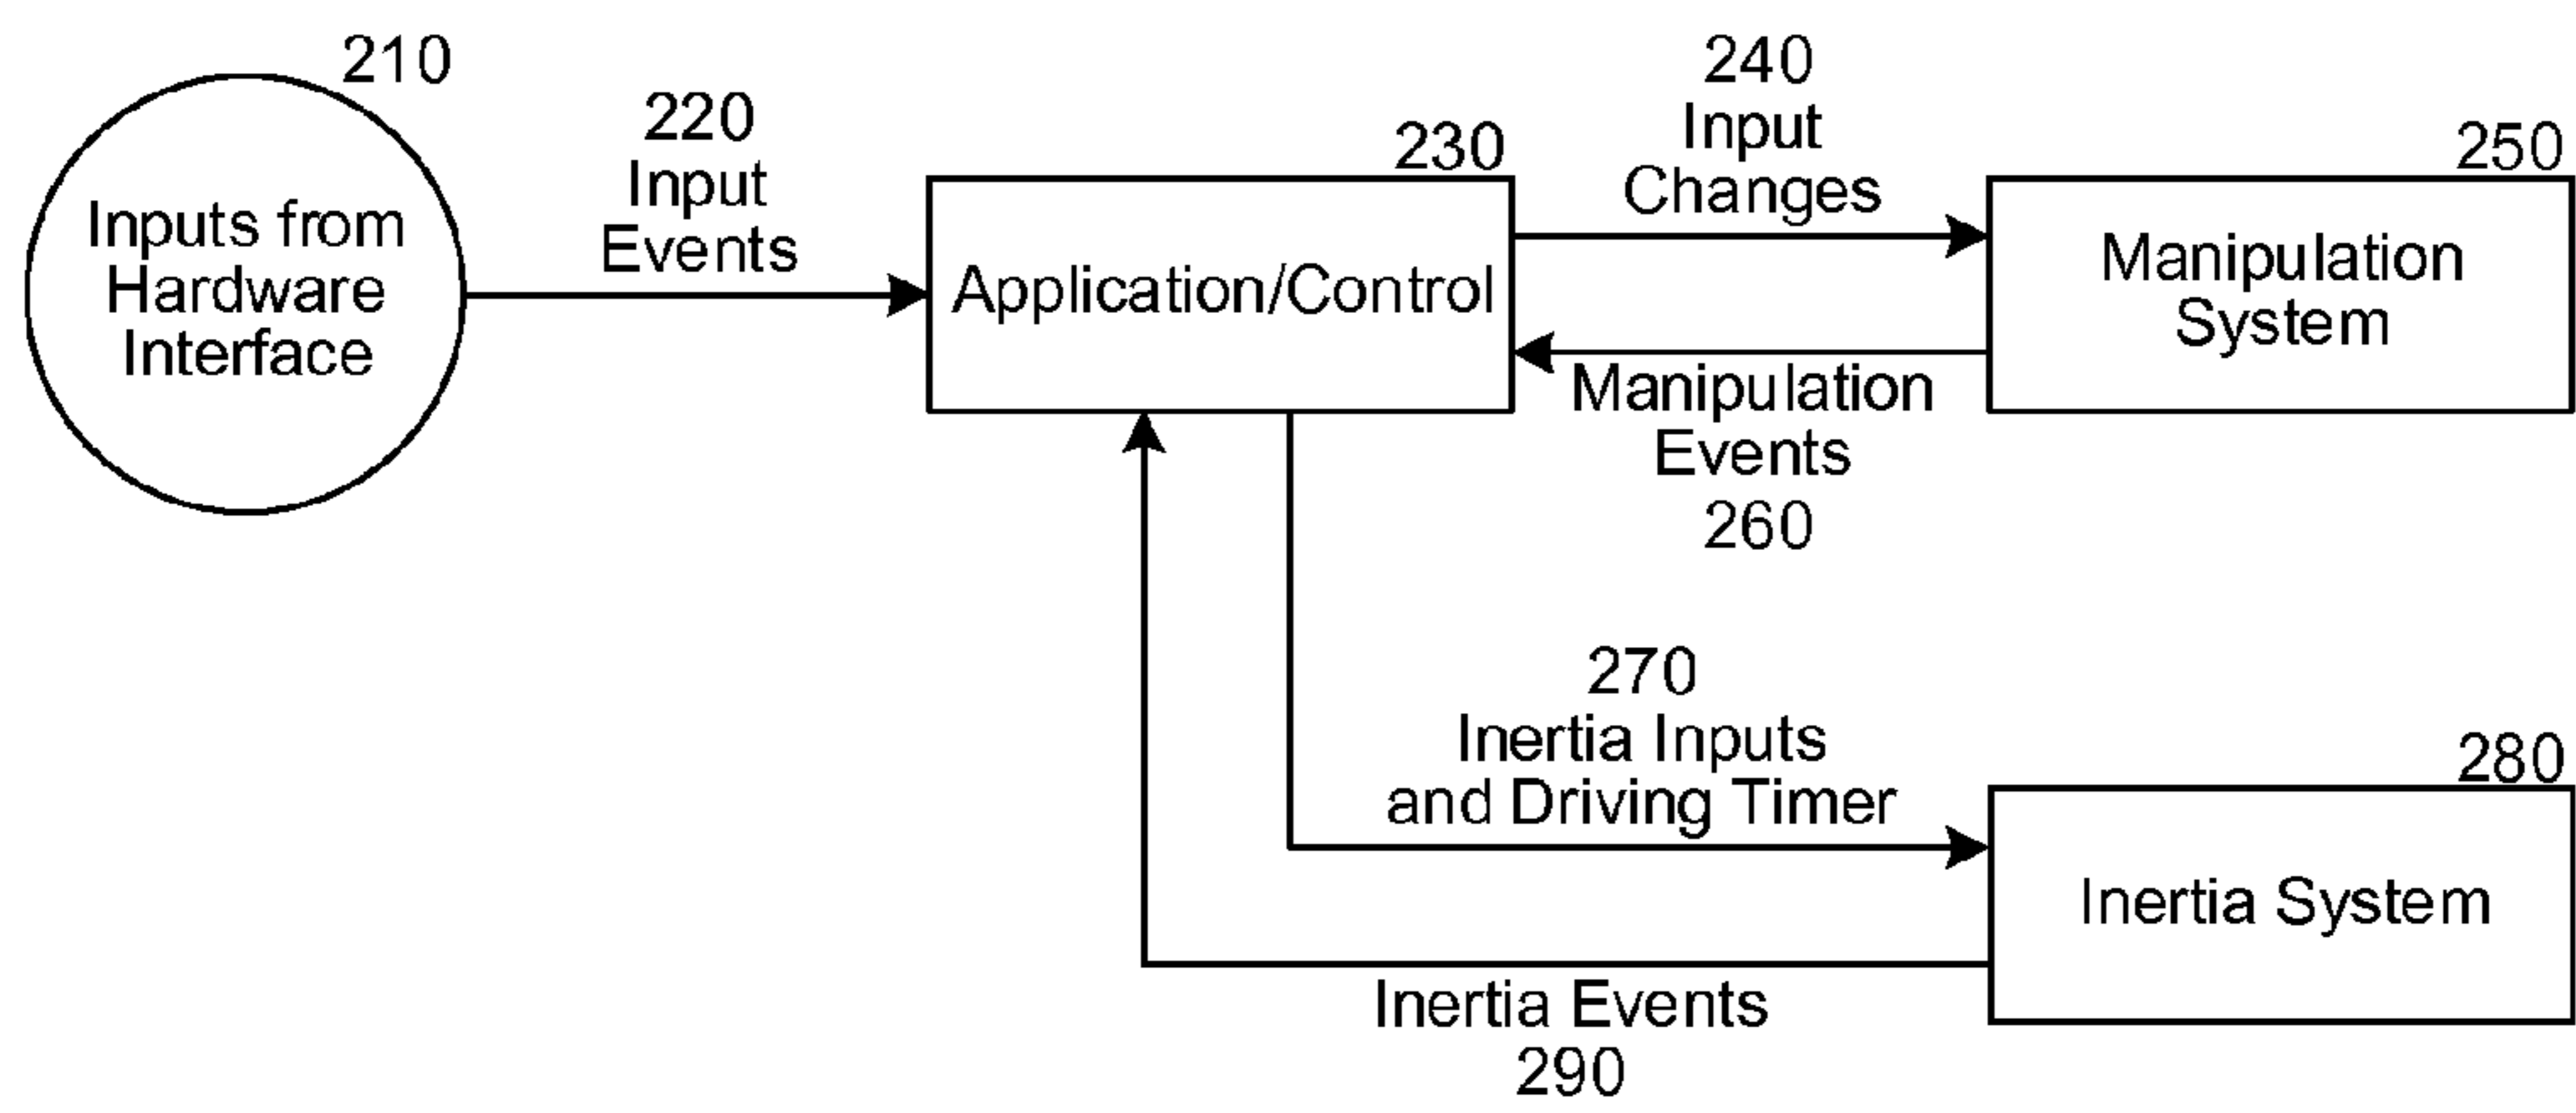 210
Inputs from
Hardware
Interface
220
Input
Events
230
Application/Control
240
Input
Changes
250
Manipulation
System
Manipulation
Events
260
270
Inertia Inputs
and Driving Timer
280
Inertia System
Inertia Events
290